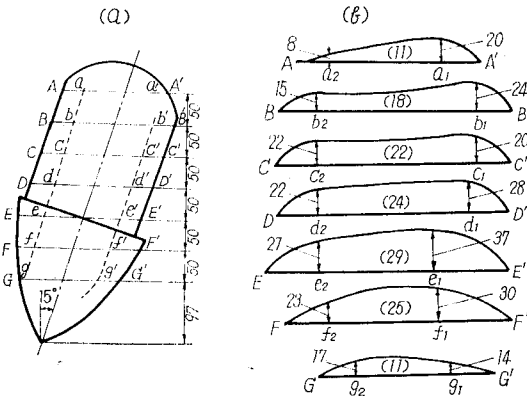 (a)
(b)
A a a' A'
B b b' B
C c C' C'
D d d' D'
E e e' E'
F f f' F'
G g g' G'
50
50
50
50
50
50
97
15°
8 (11) 20
A a2 a1 A'
15 (18) 24
B b2 b1 B
22 (22) 20
C c2 c1 C'
22 (24) 28
D d2 d1 D'
27 (29) 37
E e2 e1 E'
23 (25) 30
F f2 f1 F'
17 (11) 14
G g2 g1 G'